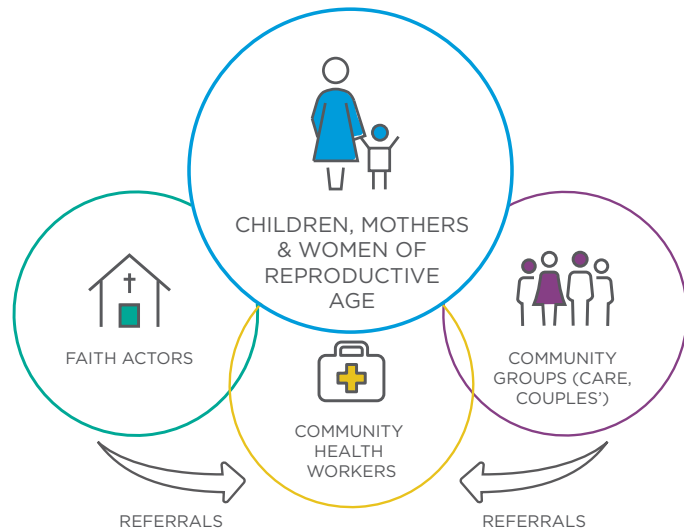 CHILDREN, MOTHERS
& WOMEN OF
REPRODUCTIVE
AGE
FAITH ACTORS
COMMUNITY
GROUPS (CARE,
COUPLES’)
COMMUNITY
HEALTH
WORKERS
REFERRALS
REFERRALS